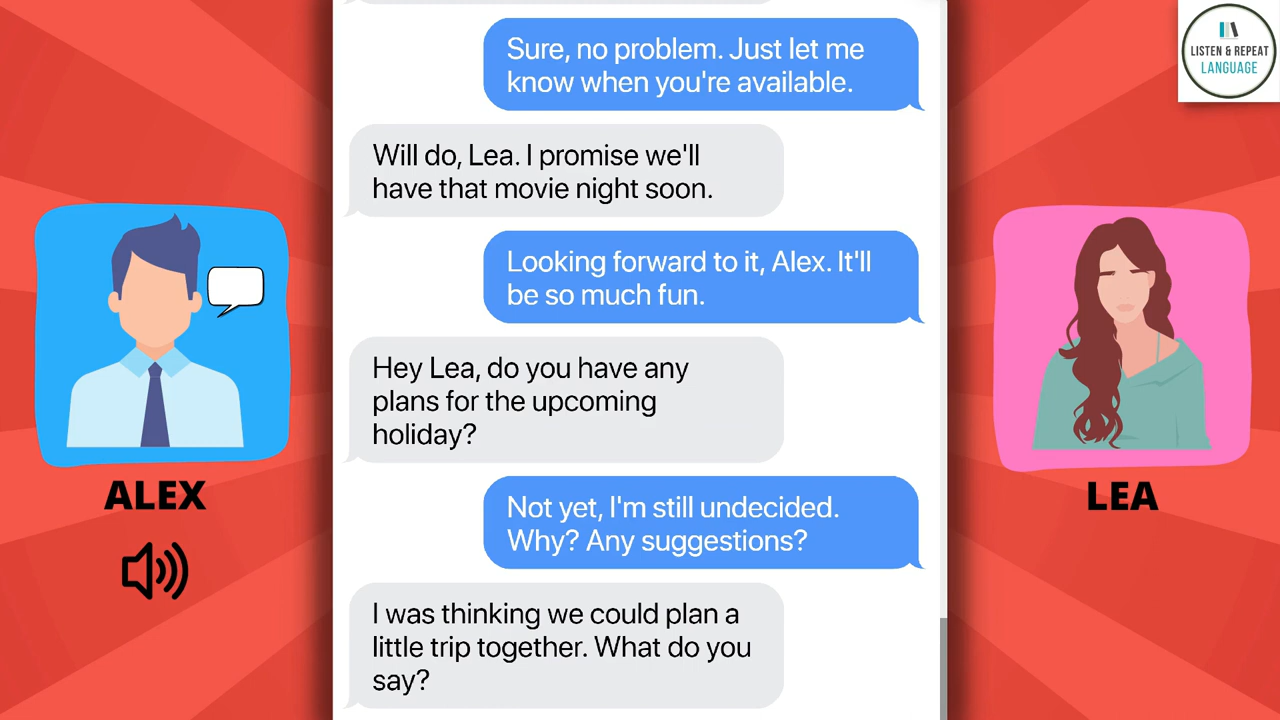 LISTEN & REPEAT
LANGUAGE
Sure, no problem. Just let me
know when you're available.
Will do, Lea. I promise we'll
have that movie night soon.
Looking forward to it, Alex. It'll
be so much fun.
Hey Lea, do you have any
plans for the upcoming
holiday?
Not yet, I'm still undecided.
Why? Any suggestions?
I was thinking we could plan a
little trip together. What do you
say?
ALEX
LEA